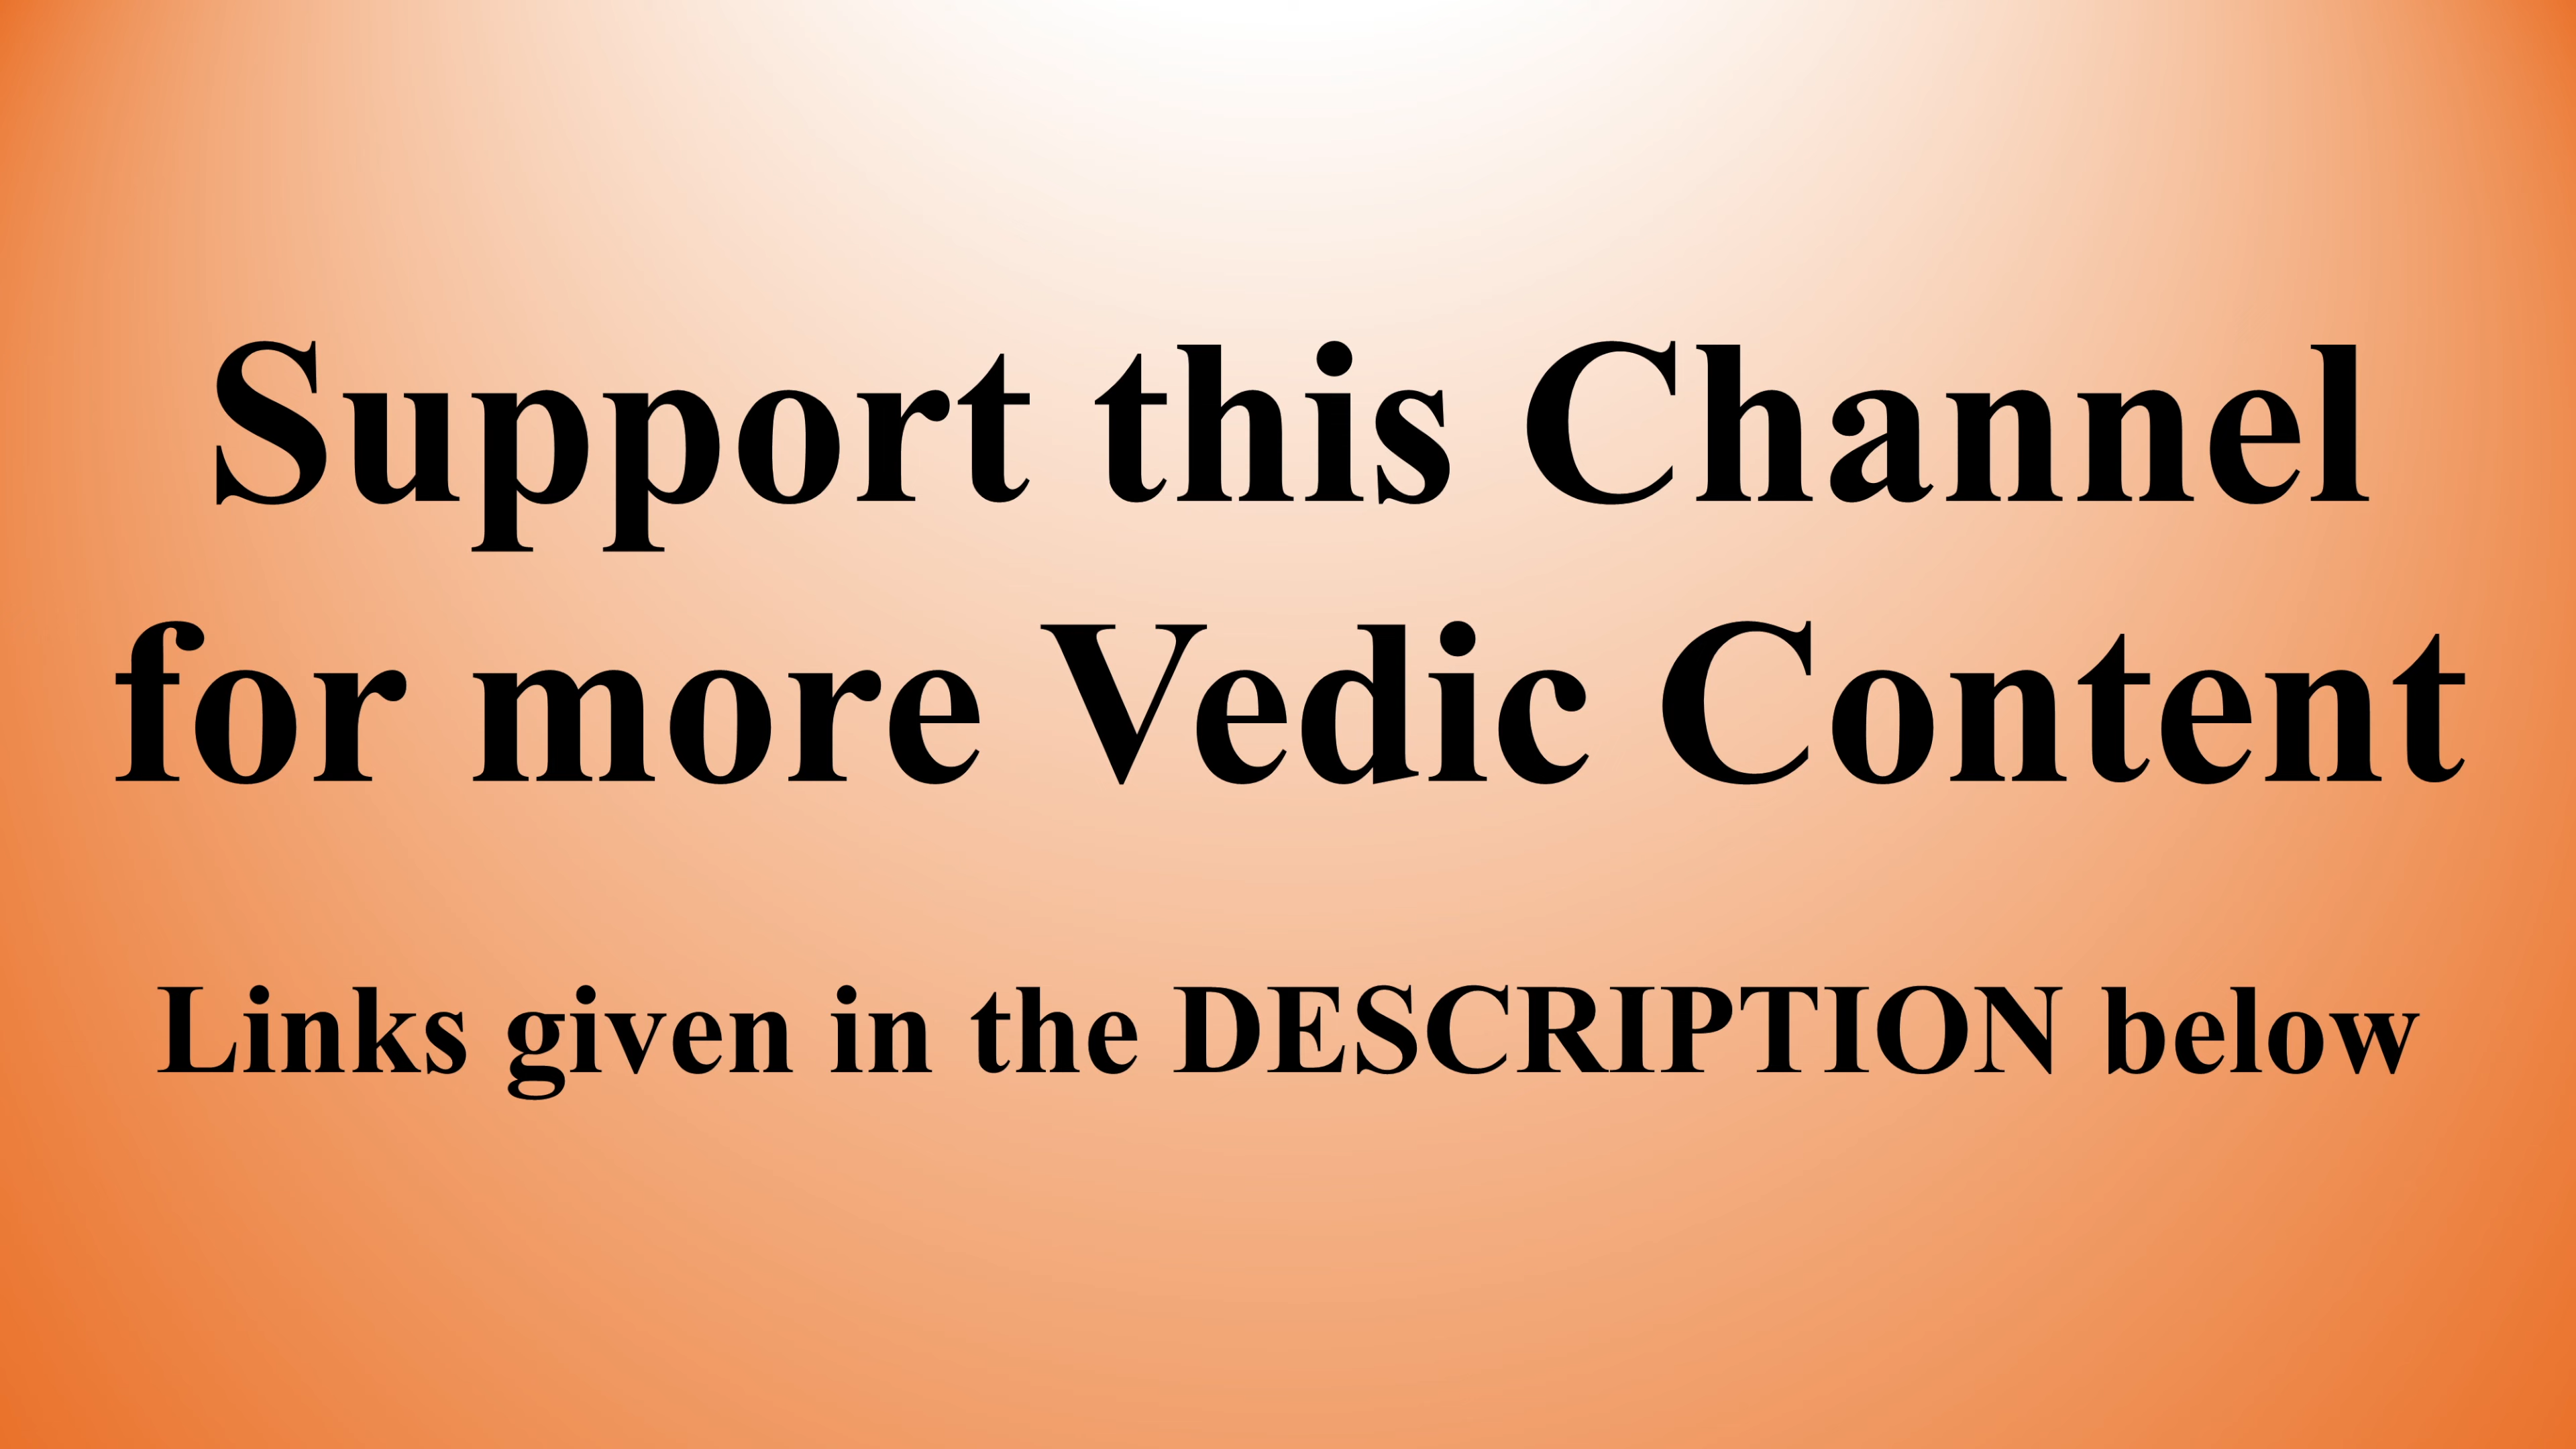 Support this Channel
for more Vedic Content
Links given in the DESCRIPTION below